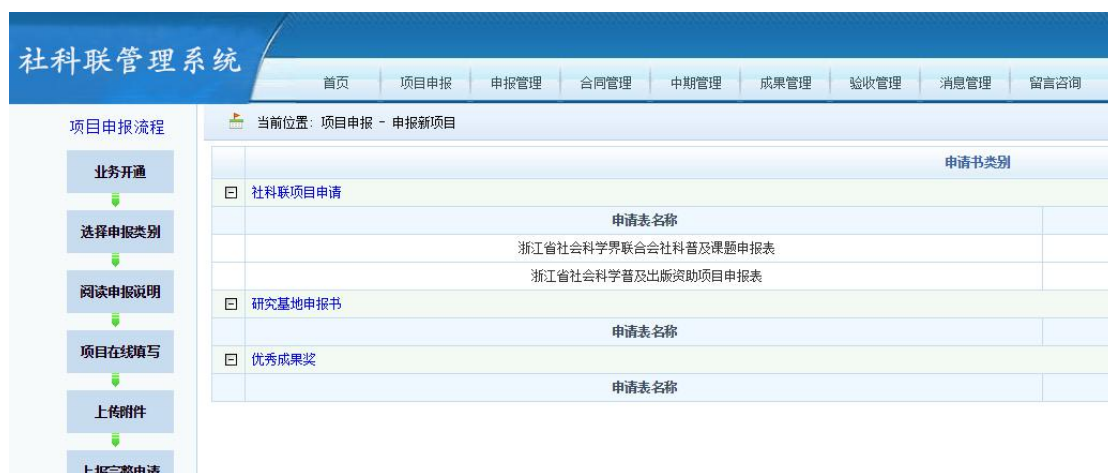 社科联管理系统
首页 项目申报 申报管理 合同管理 中期管理 成果管理 验收管理 消息管理 留言咨询
项目申报流程
业务开通
选择申报类别
阅读申报说明
项目在线填写
上传附件
上报完整申请
当前位置: 项目申报 - 申报新项目
申请书类别
社科联项目申请
申请表名称
浙江省社会科学界联合会社科普及课题申报表
浙江省社会科学普及出版资助项目申报表
研究基地申报书
申请表名称
优秀成果奖
申请表名称